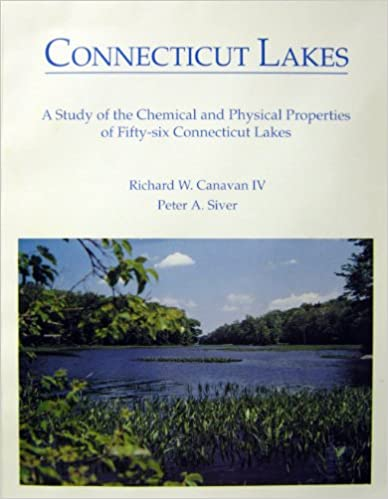 CONNECTICUT LAKES
A Study of the Chemical and Physical Properties
of Fifty-six Connecticut Lakes
Richard W. Canavan IV
Peter A. Siver